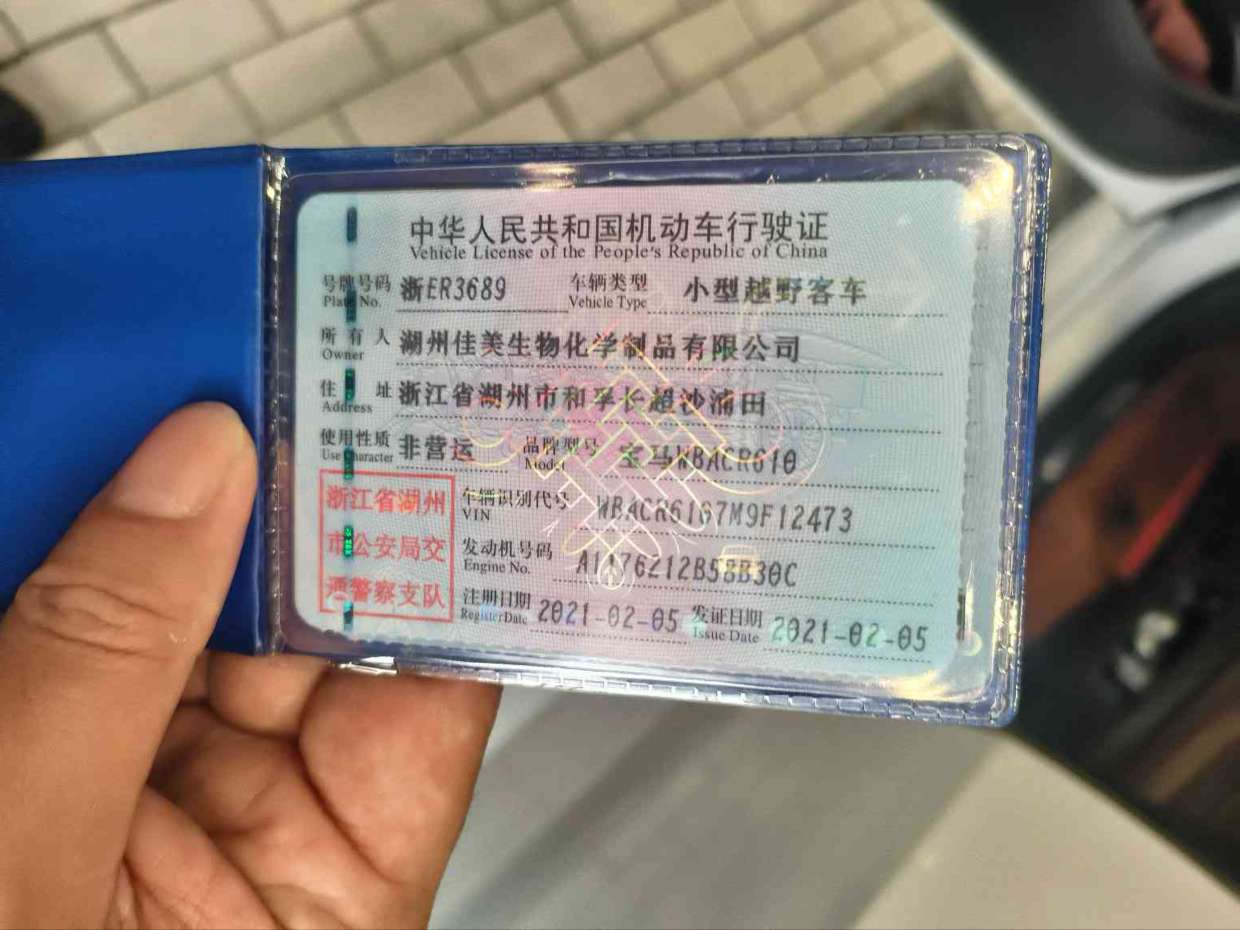 中华人民共和国机动车行驶证
Vehicle License of the People's Republic of China
号牌号码 浙ER3689 车辆类型 小型越野客车
Plate No. Vehicle Type
所有人 湖州佳美生物化学制品有限公司
Owner
住址 浙江省湖州市和孚长超沙浦田
Address
使用性质 非营运 品牌型号 宝马WBACR610
Use Character Model
浙江省湖州
市公安局交
通警察支队
车辆识别代号 WBACR6107M9F12473
VIN
发动机号码 A1176212B58B30C
Engine No.
注册日期 2021-02-05 发证日期 2021-02-05
Register Date Issue Date